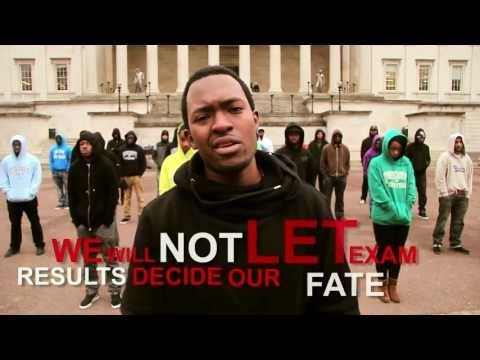 WE WILL NOT LET EXAM
RESULTS DECIDE OUR FATE